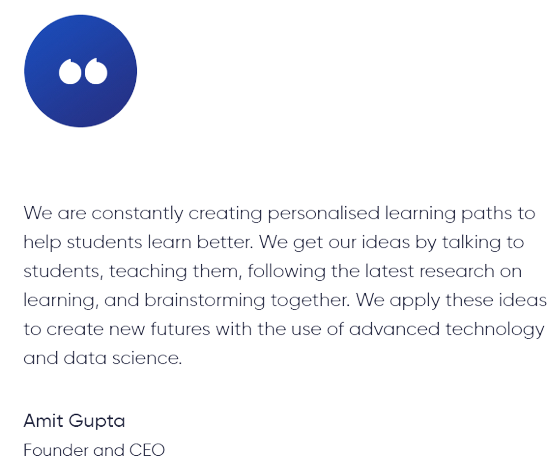 We are constantly creating personalised learning paths to
help students learn better. We get our ideas by talking to
students, teaching them, following the latest research on
learning, and brainstorming together. We apply these ideas
to create new futures with the use of advanced technology
and data science.
Amit Gupta
Founder and CEO